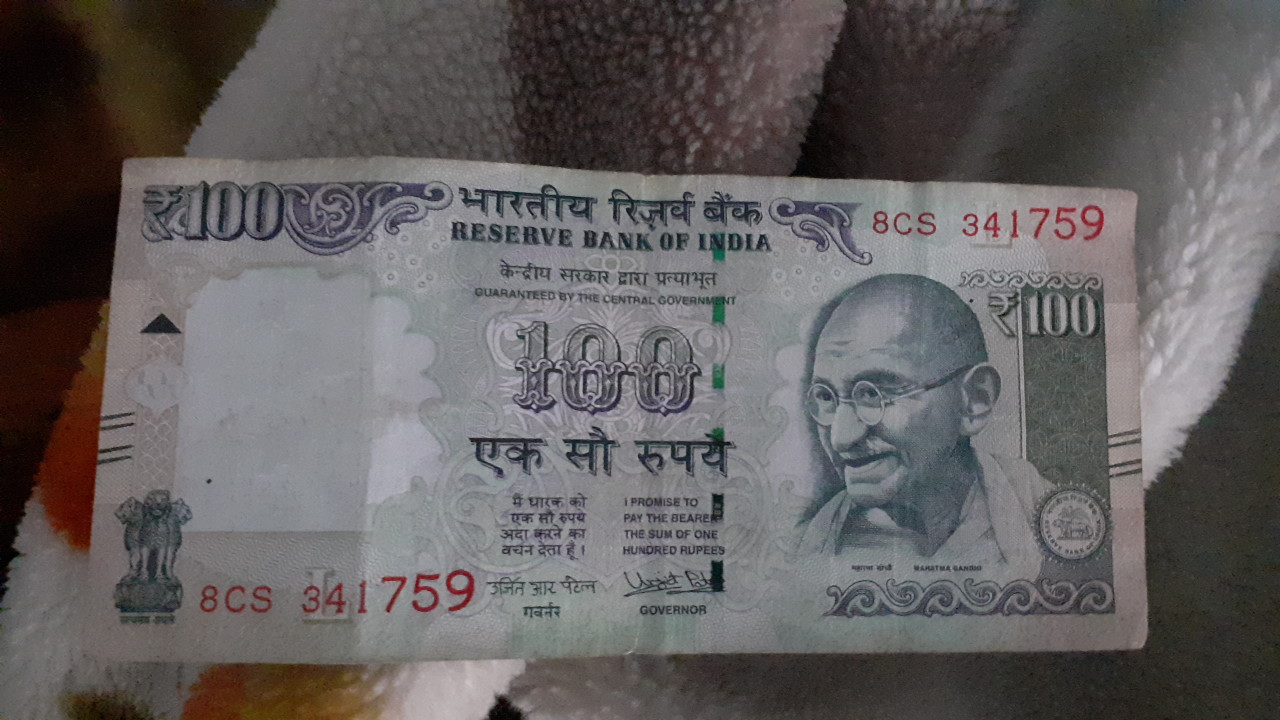 ₹100
भारतीय रिज़र्व बैंक
RESERVE BANK OF INDIA
8CS 341759
केन्द्रीय सरकार द्वारा प्रत्याभूत
GUARANTEED BY THE CENTRAL GOVERNMENT
₹100
100
एक सौ रुपये
मैं धारक को
एक सौ रुपये
अदा करने का
वचन देता हूँ ।
I PROMISE TO
PAY THE BEARER
THE SUM OF ONE
HUNDRED RUPEES
महात्मा गांधी MAHATMA GANDHI
8CS 341759
L
उर्जित आर पटेल
गवर्नर
GOVERNOR
सत्यमेव जयते